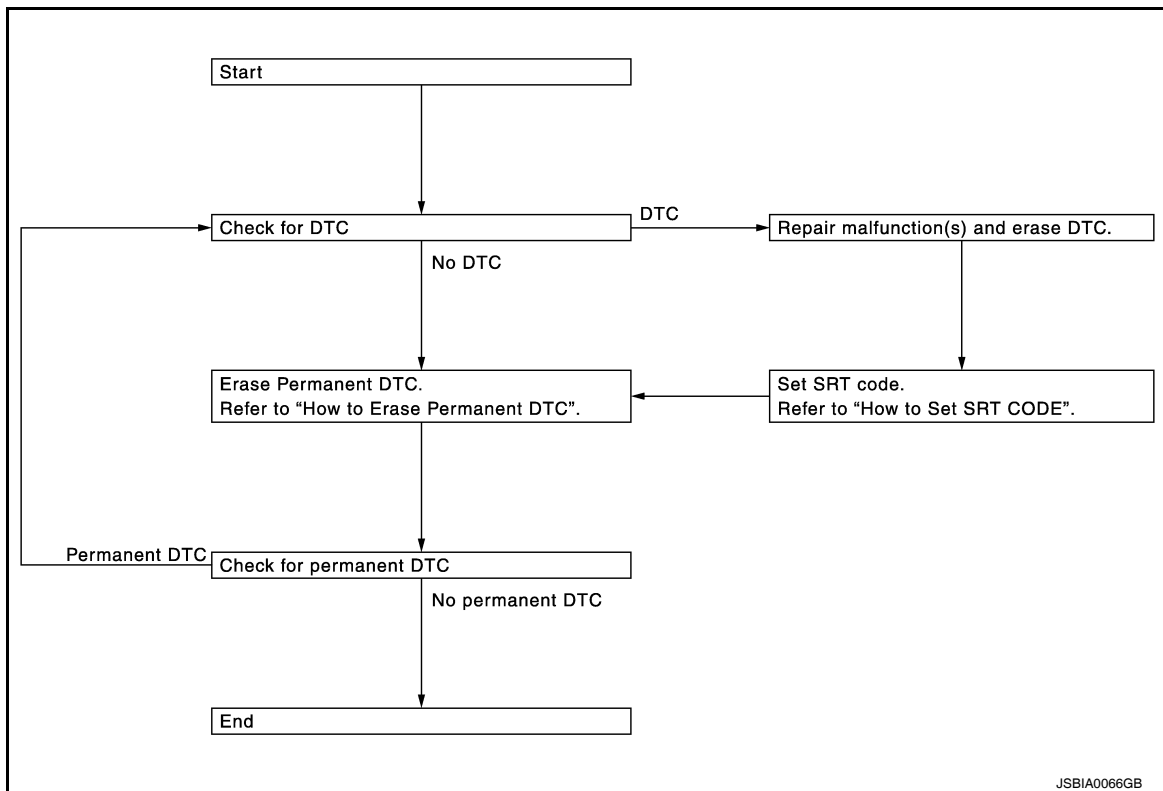 Start
Check for DTC
DTC
Repair malfunction(s) and erase DTC.
No DTC
Erase Permanent DTC.
Refer to “How to Erase Permanent DTC”.
Set SRT code.
Refer to “How to Set SRT CODE”.
Permanent DTC
Check for permanent DTC
No permanent DTC
End
JSBIA0066GB